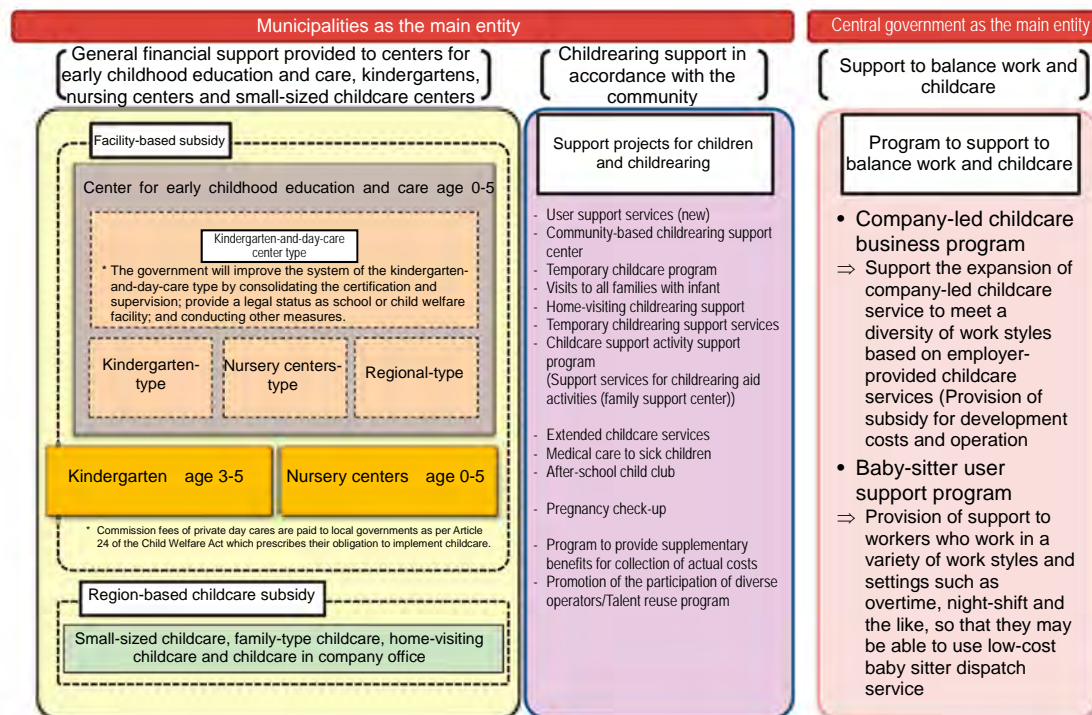 Municipalities as the main entity
Central government as the main entity
General financial support provided to centers for
early childhood education and care, kindergartens,
nursing centers and small-sized childcare centers
Childrearing support in
accordance with the
community
Support to balance work and
childcare
Facility-based subsidy
Center for early childhood education and care age 0-5
Kindergarten-and-day-care
center type
* The government will improve the system of the kindergarten-
and-day-care type by consolidating the certification and
supervision; provide a legal status as school or child welfare
facility; and conducting other measures.
Kindergarten-
type
Nursery centers-
type
Regional-type
Kindergarten age 3-5
Nursery centers age 0-5
* Commission fees of private day cares are paid to local governments as per Article
24 of the Child Welfare Act which prescribes their obligation to implement childcare.
Region-based childcare subsidy
Small-sized childcare, family-type childcare, home-visiting
childcare and childcare in company office
Support projects for children
and childrearing
- User support services (new)
- Community-based childrearing support
center
- Temporary childcare program
- Visits to all families with infant
- Home-visiting childrearing support
- Temporary childrearing support services
- Childcare support activity support
program
(Support services for childrearing aid
activities (family support center))
- Extended childcare services
- Medical care to sick children
- After-school child club
- Pregnancy check-up
- Program to provide supplementary
benefits for collection of actual costs
- Promotion of the participation of diverse
operators/Talent reuse program
Program to support to
balance work and childcare
• Company-led childcare
business program
⇒ Support the expansion of
company-led childcare
service to meet a
diversity of work styles
based on employer-
provided childcare
services (Provision of
subsidy for development
costs and operation
• Baby-sitter user
support program
⇒ Provision of support to
workers who work in a
variety of work styles and
settings such as
overtime, night-shift and
the like, so that they may
be able to use low-cost
baby sitter dispatch
service